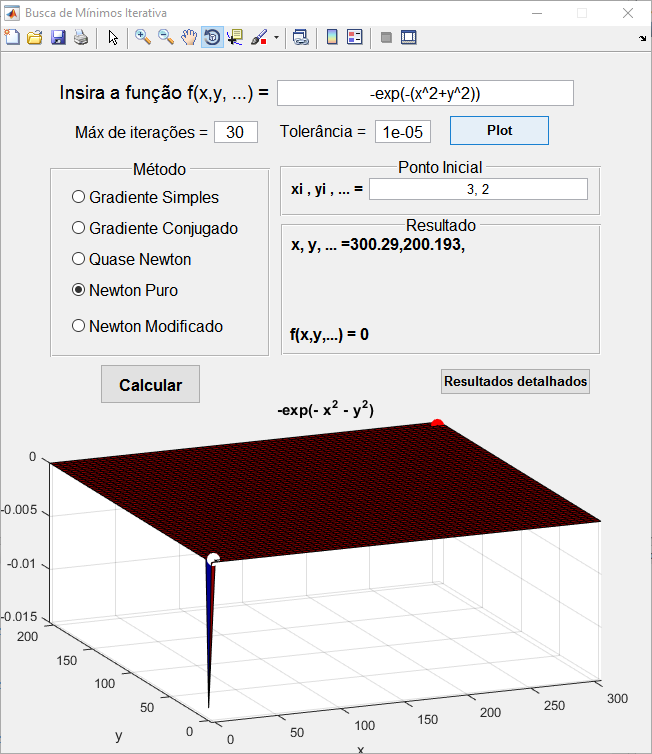 Busca de Mínimos Iterativa
Insira a função f(x,y, ...) = -exp(-(x^2+y^2))
Máx de iterações = 30 Tolerância = 1e-05 Plot
Método
Gradiente Simples
Gradiente Conjugado
Quase Newton
Newton Puro
Newton Modificado
Ponto Inicial
xi , yi , ... = 3, 2
Resultado
x, y, ... =300.29,200.193,
f(x,y,...) = 0
Calcular
Resultados detalhados
-exp(- x² - y²)
0
-0.005
-0.01
-0.015
200
150
100
50
0
y
0
50
100
150
200
250
300
x